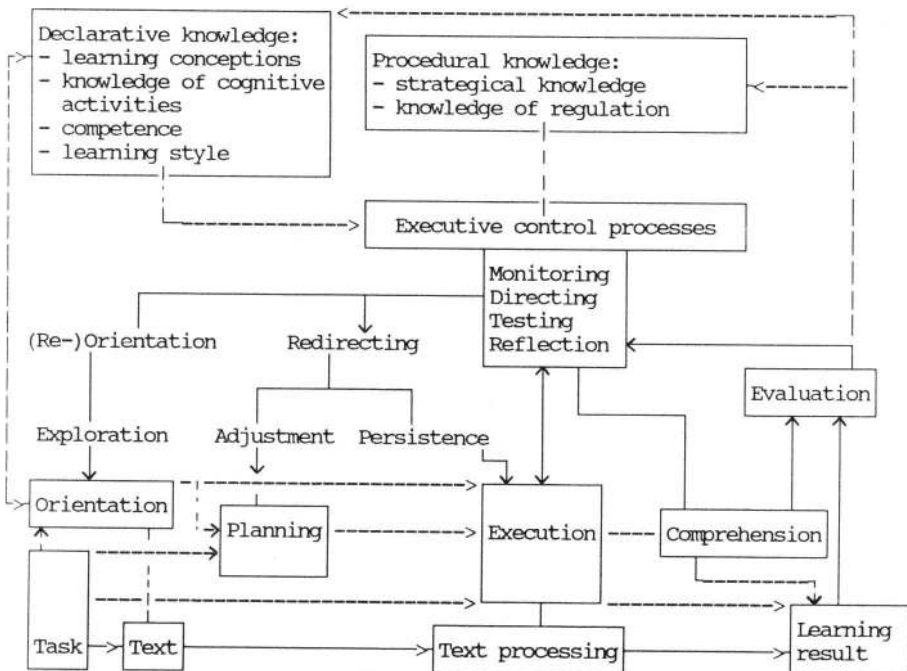 Declarative knowledge:
- learning conceptions
- knowledge of cognitive
activities
- competence
- learning style
Procedural knowledge:
- strategical knowledge
- knowledge of regulation
Executive control processes
Monitoring
Directing
Testing
Reflection
(Re-)Orientation
Redirecting
Evaluation
Exploration
Adjustment
Persistence
Orientation
Planning
Execution
Comprehension
Task
Text
Text processing
Learning
result